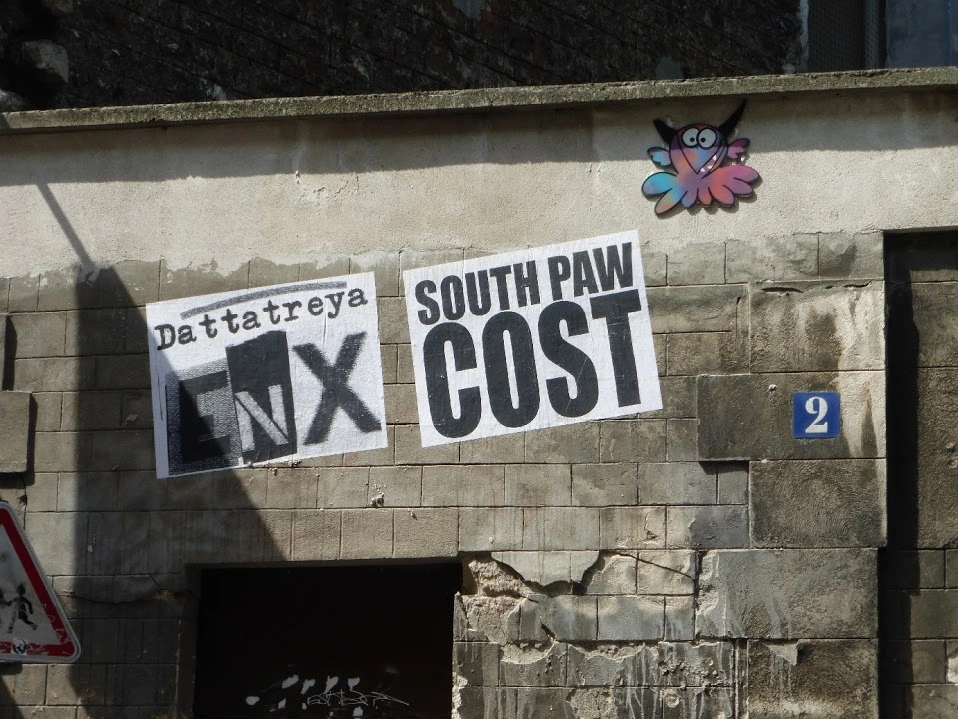 Dattatreya
ENX
SOUTH PAW
COST
2